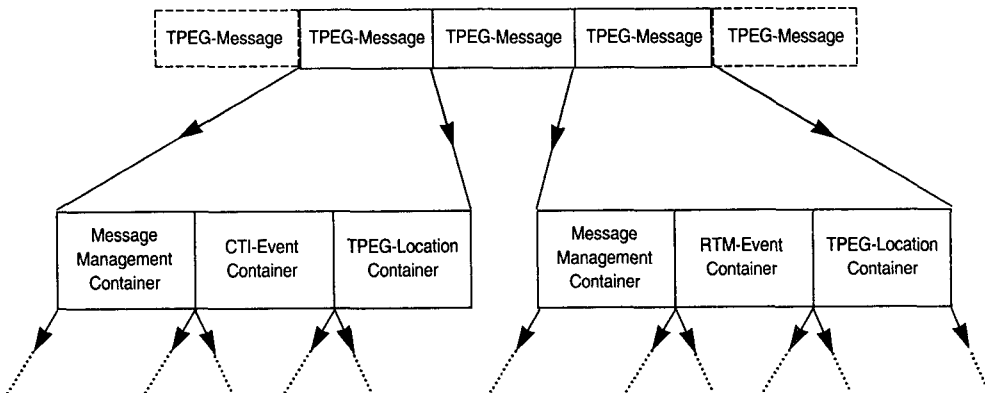 TPEG-Message TPEG-Message TPEG-Message TPEG-Message TPEG-Message
Message
Management
Container
CTI-Event
Container
TPEG-Location
Container
Message
Management
Container
RTM-Event
Container
TPEG-Location
Container